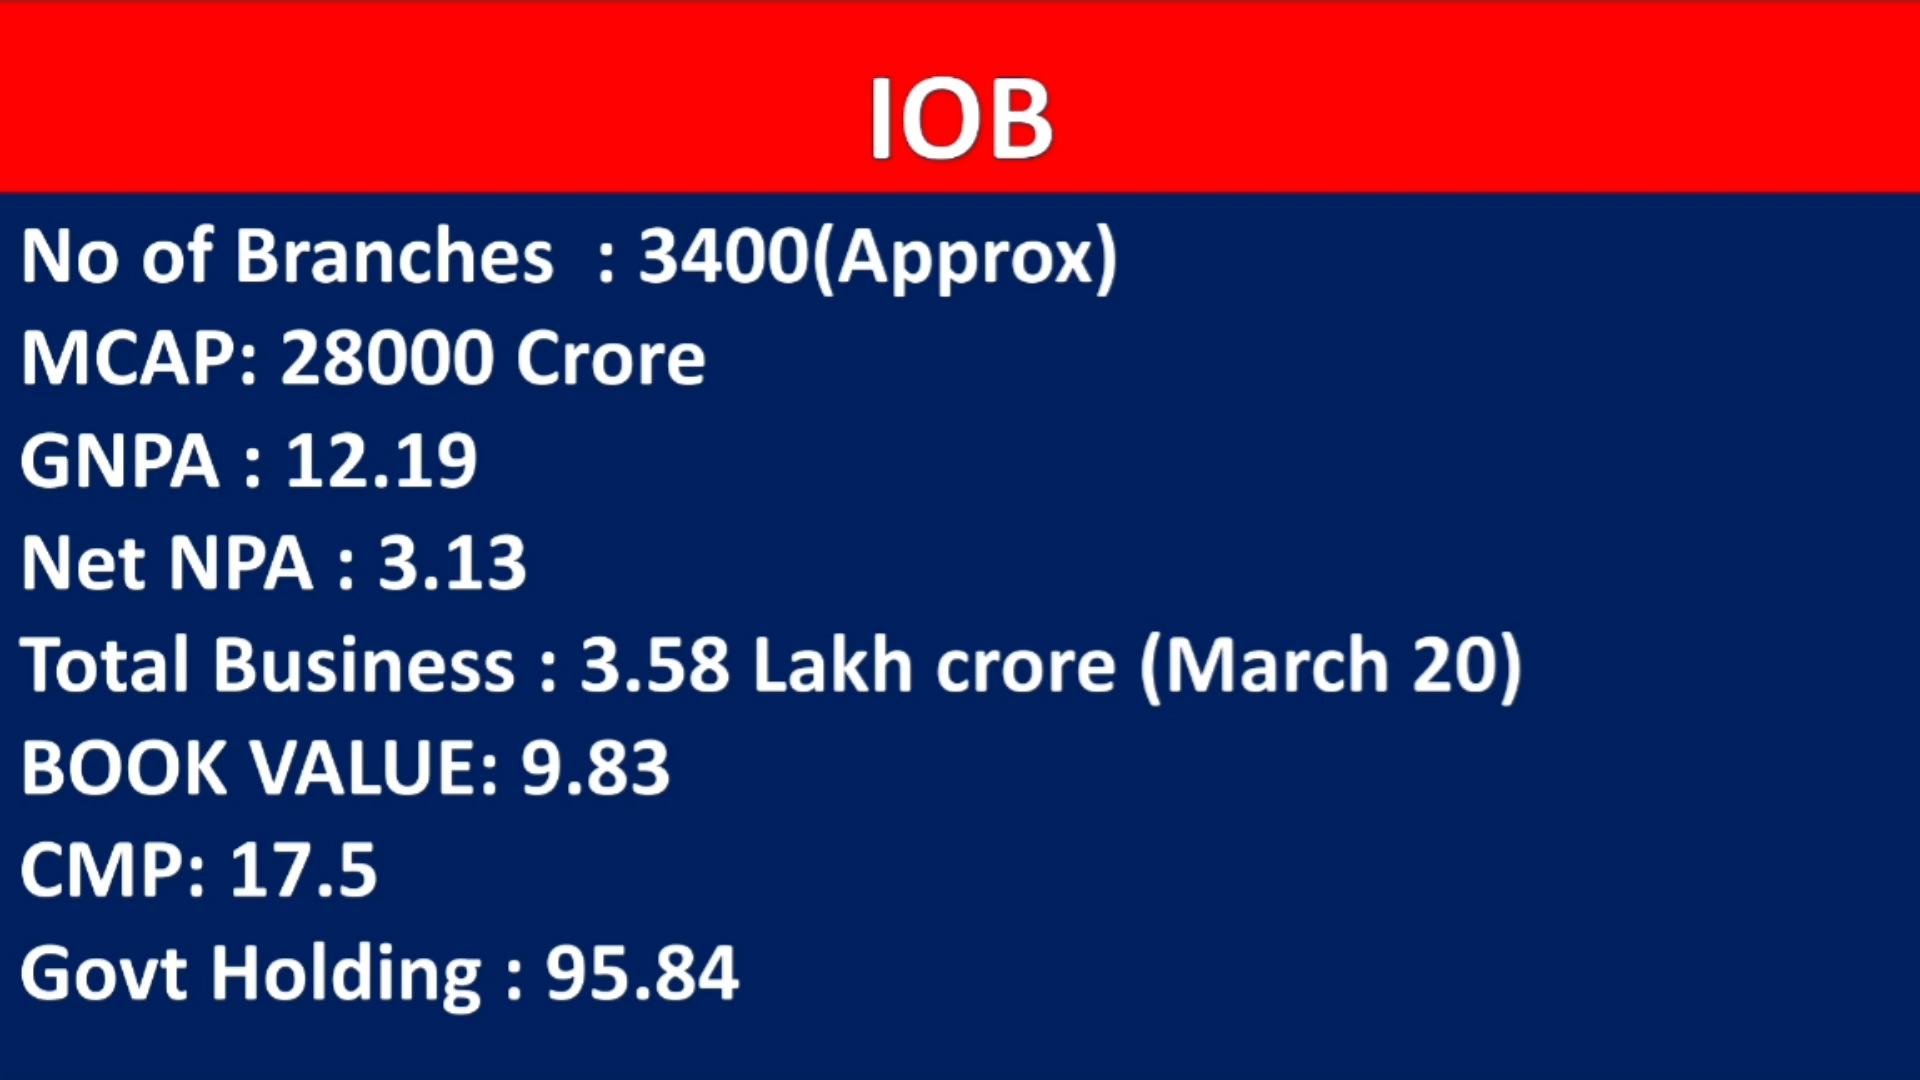 IOB
No of Branches  : 3400(Approx)
MCAP: 28000 Crore
GNPA : 12.19
Net NPA : 3.13
Total Business : 3.58 Lakh crore (March 20)
BOOK VALUE: 9.83
CMP: 17.5
Govt Holding : 95.84